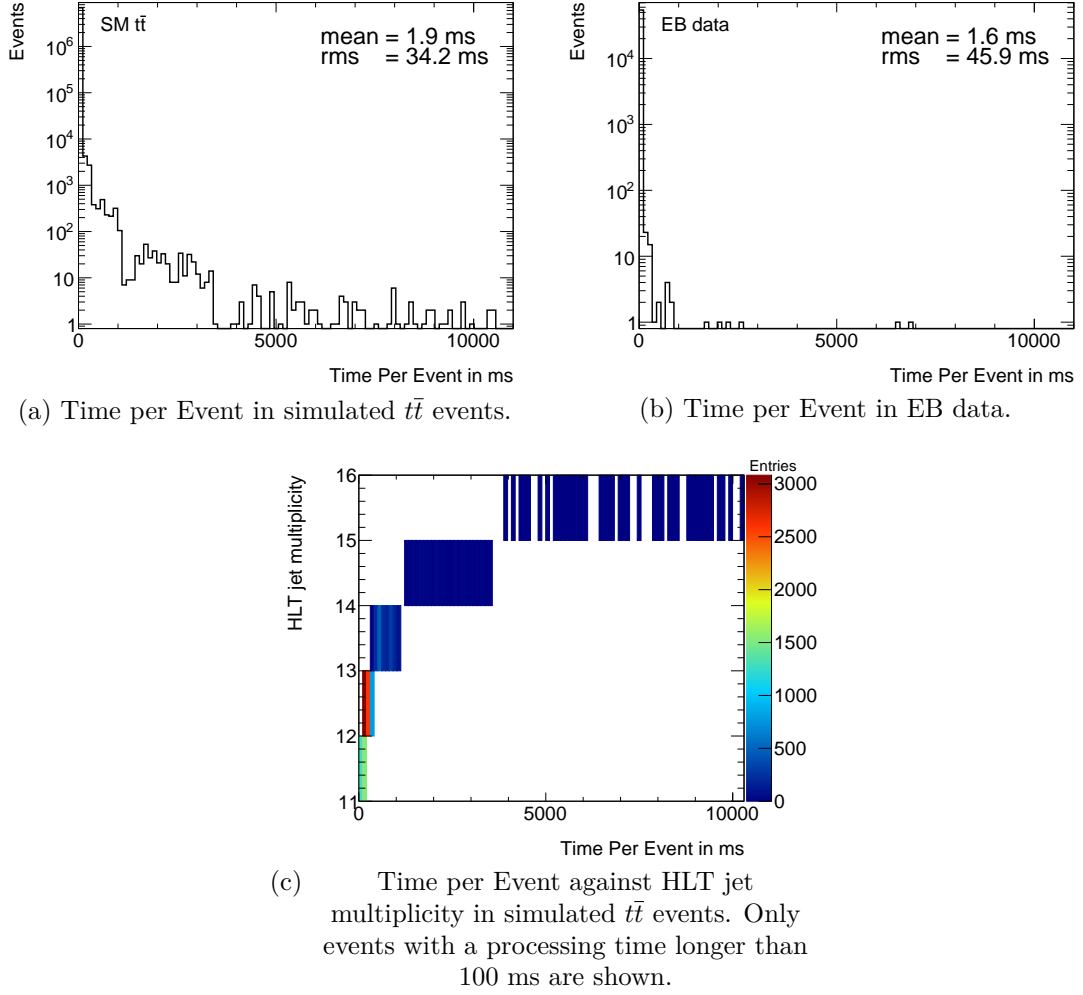 Events
SM tt̄
mean = 1.9 ms
rms = 34.2 ms
10⁶
10⁵
10⁴
10³
10²
10
1
0 5000 10000
Time Per Event in ms
(a) Time per Event in simulated tt̄ events.
Events
EB data
mean = 1.6 ms
rms = 45.9 ms
10⁴
10³
10²
10
1
0 5000 10000
Time Per Event in ms
(b) Time per Event in EB data.
HLT jet multiplicity
16
15
14
13
12
11
0 5000 10000
Time Per Event in ms
Entries
3000
2500
2000
1500
1000
500
0
(c) Time per Event against HLT jet
multiplicity in simulated tt̄ events. Only
events with a processing time longer than
100 ms are shown.